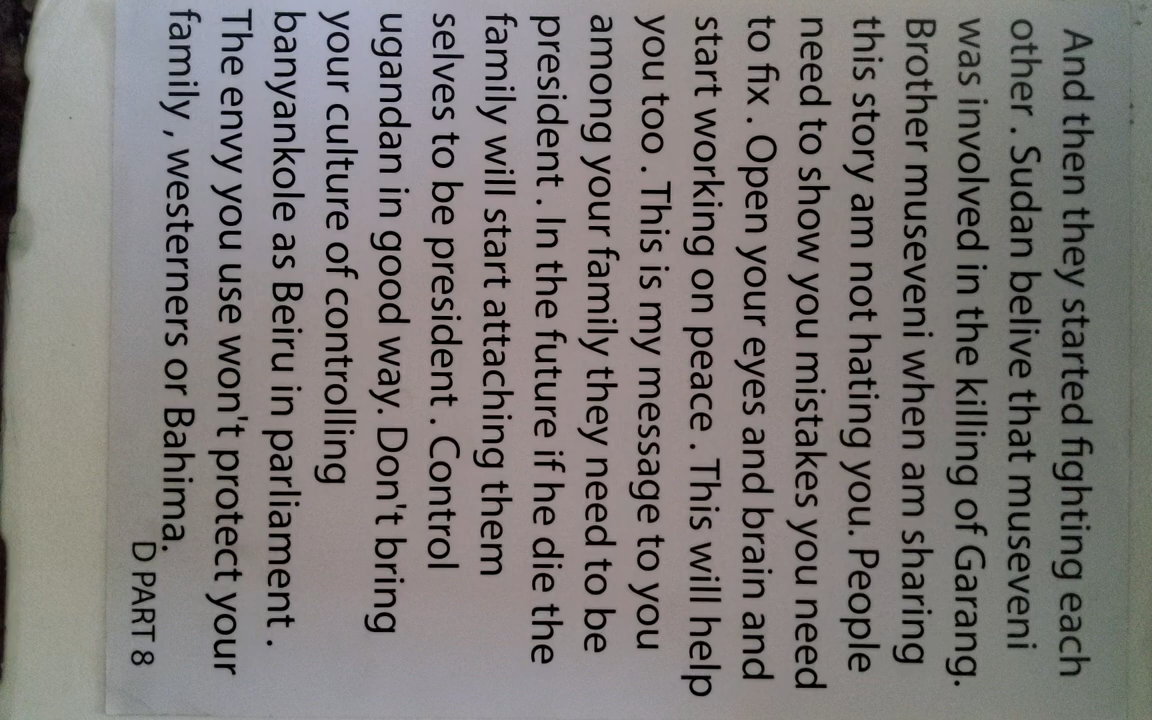 And then they started fighting each
other . Sudan belive that museveni
was involved in the killing of Garang.
Brother museveni when am sharing
this story am not hating you. People
need to show you mistakes you need
to fix . Open your eyes and brain and
start working on peace . This will help
you too . This is my message to you
among your family they need to be
president . In the future if he die the
family will start attaching them
selves to be president . Control
ugandan in good way. Don't bring
your culture of controlling
banyankole as Beiru in parliament .
The envy you use won't protect your
family , westerners or Bahima.
D PART 8